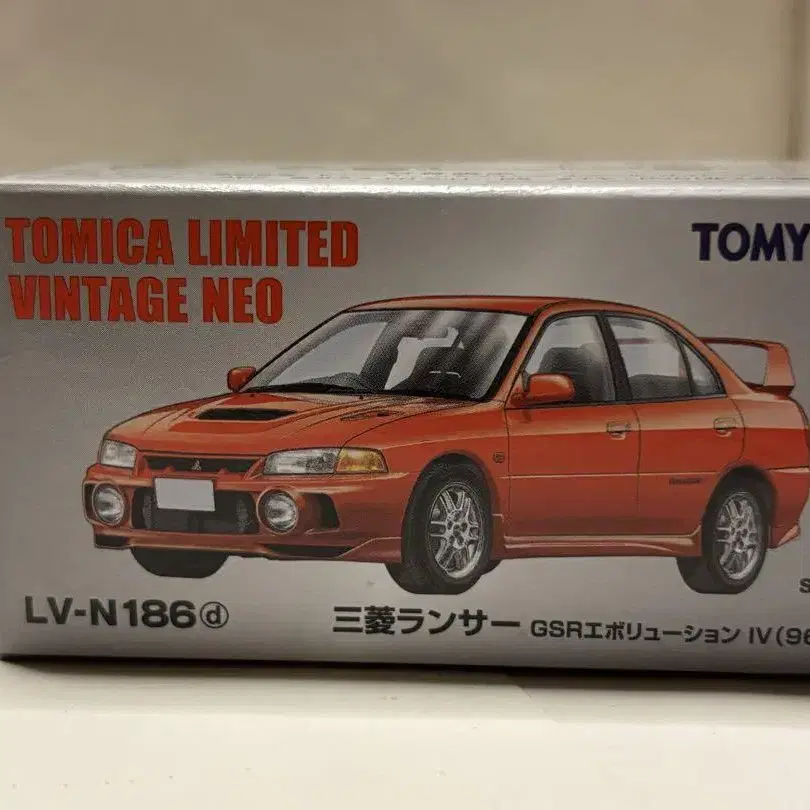 TOMICA LIMITED
VINTAGE NEO
TOMY
LV-N186ⓓ
三菱ランサー GSRエボリューション IV(96